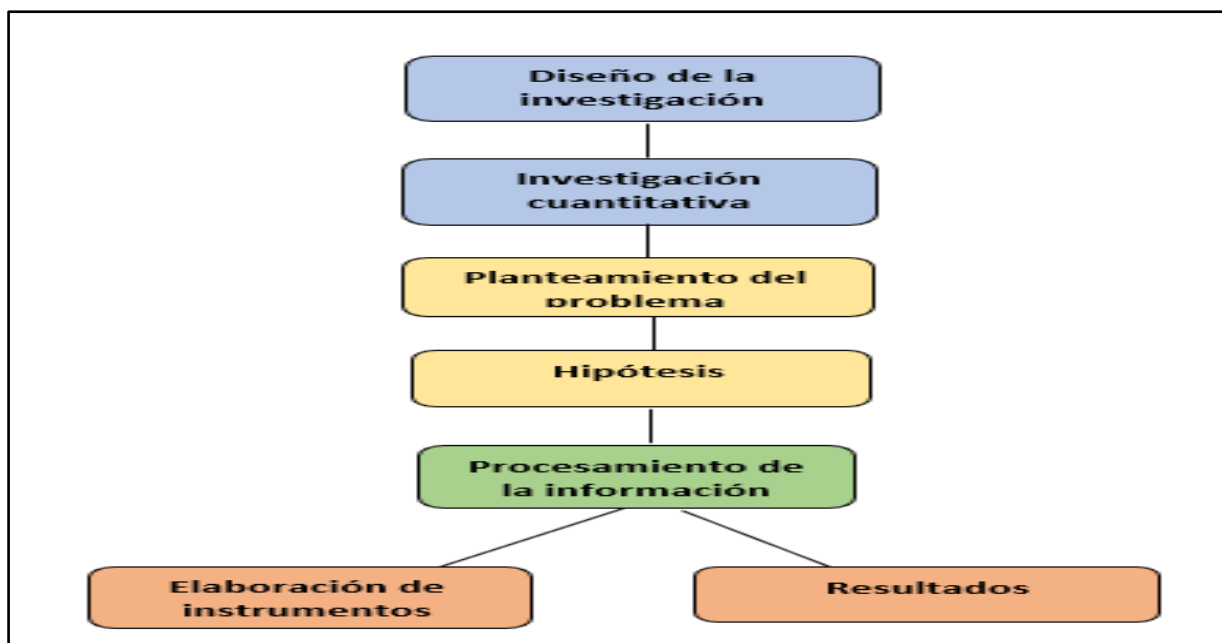 Diseño de la
investigación
Investigación
cuantitativa
Planteamiento del
problema
Hipótesis
Procesamiento de
la información
Elaboración de
instrumentos
Resultados